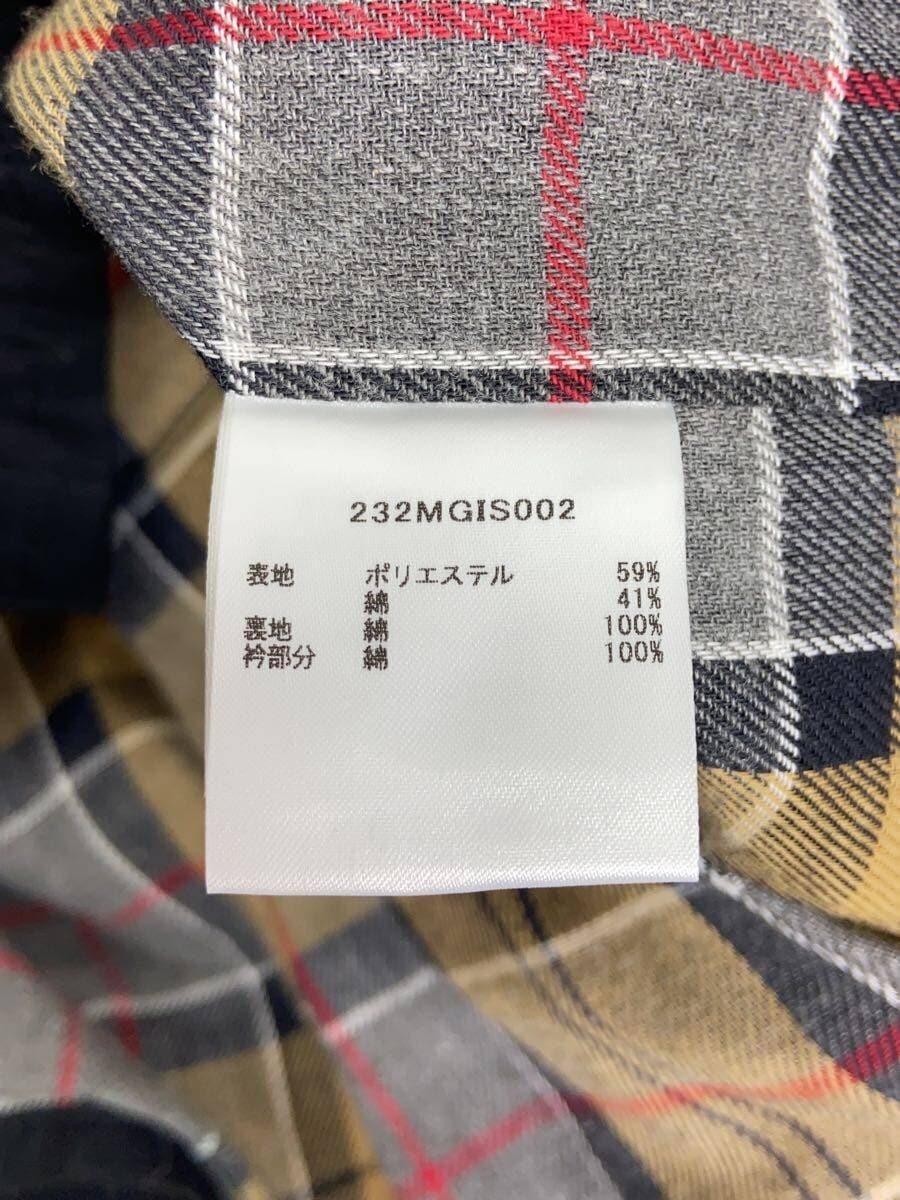 232MGIS002
表地 ポリエステル 59%
綿 41%
裏地 綿 100%
衿部分 綿 100%